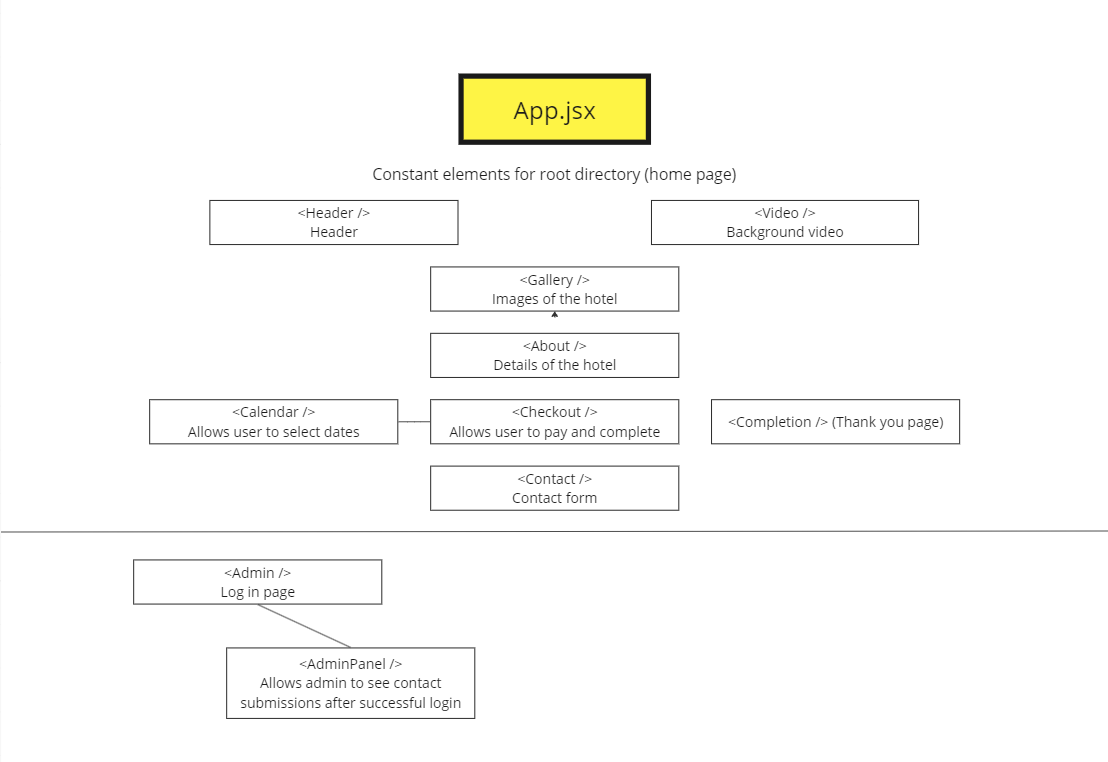 App.jsx
Constant elements for root directory (home page)
<Header />
Header
<Video />
Background video
<Gallery />
Images of the hotel
<About />
Details of the hotel
<Calendar />
Allows user to select dates
<Checkout />
Allows user to pay and complete
<Completion /> (Thank you page)
<Contact />
Contact form
<Admin />
Log in page
<AdminPanel />
Allows admin to see contact
submissions after successful login